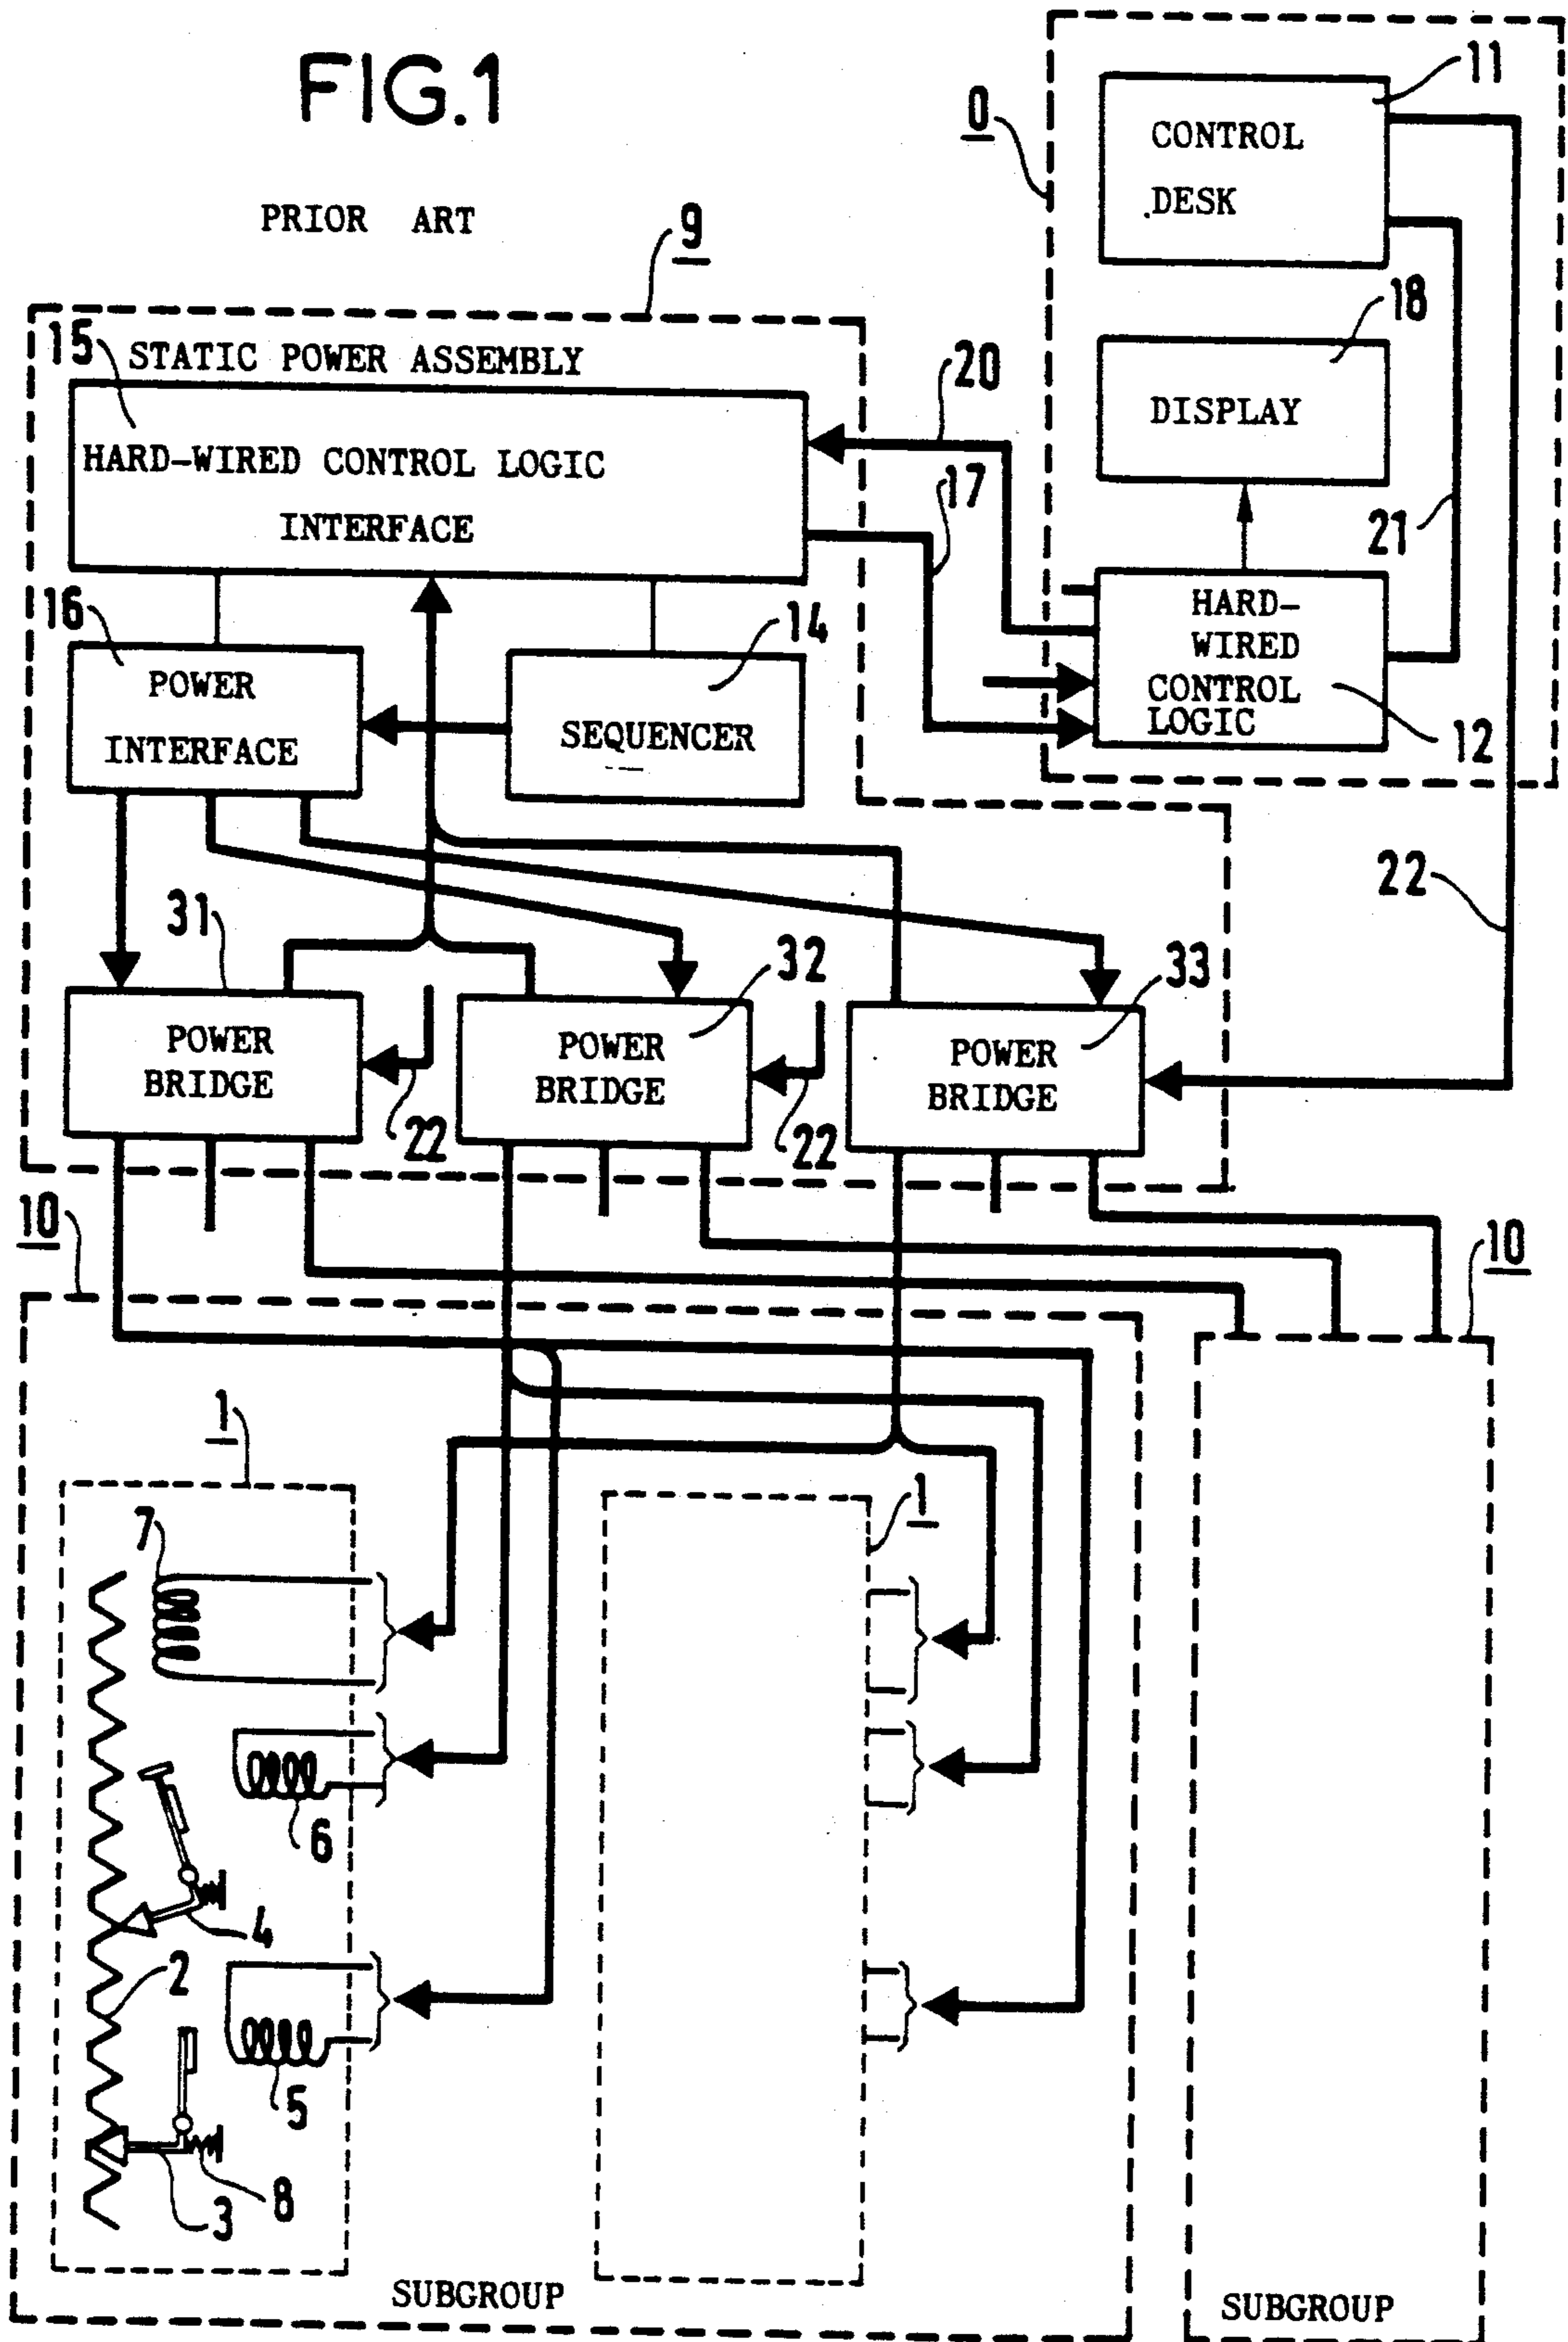 FIG.1
PRIOR ART
0
11
CONTROL
DESK
9
18
DISPLAY
15
STATIC POWER ASSEMBLY
HARD-WIRED CONTROL LOGIC
INTERFACE
20
17
21
HARD-
WIRED
CONTROL
LOGIC
12
16
POWER
INTERFACE
14
SEQUENCER
22
31
POWER
BRIDGE
22
32
POWER
BRIDGE
22
33
POWER
BRIDGE
10
10
1
1
7
6
4
2
5
3
8
SUBGROUP
SUBGROUP